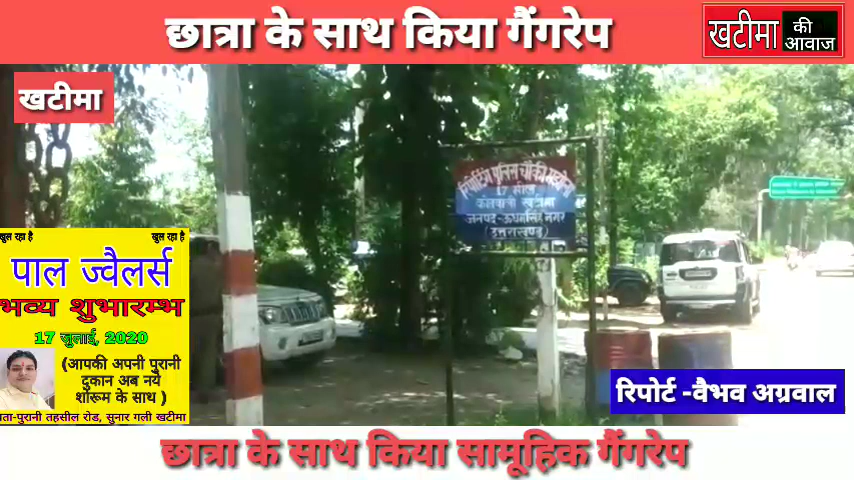 छात्रा के साथ किया गैंगरेप
खटीमा की आवाज
खटीमा
रिपोर्टिंग पुलिस चौकी
17 मील
कोतवाली खटीमा
जनपद-ऊधमसिंह नगर
(उत्तराखण्ड)
खुल रहा है खुल रहा है
पाल ज्वैलर्स
भव्य शुभारम्भ
17 जुलाई, 2020
(आपकी अपनी पुरानी
दुकान अब नये
शोरूम के साथ )
पुरानी तहसील रोड, सुनार गली खटीमा
रिपोर्ट -वैभव अग्रवाल
छात्रा के साथ किया सामूहिक गैंगरेप